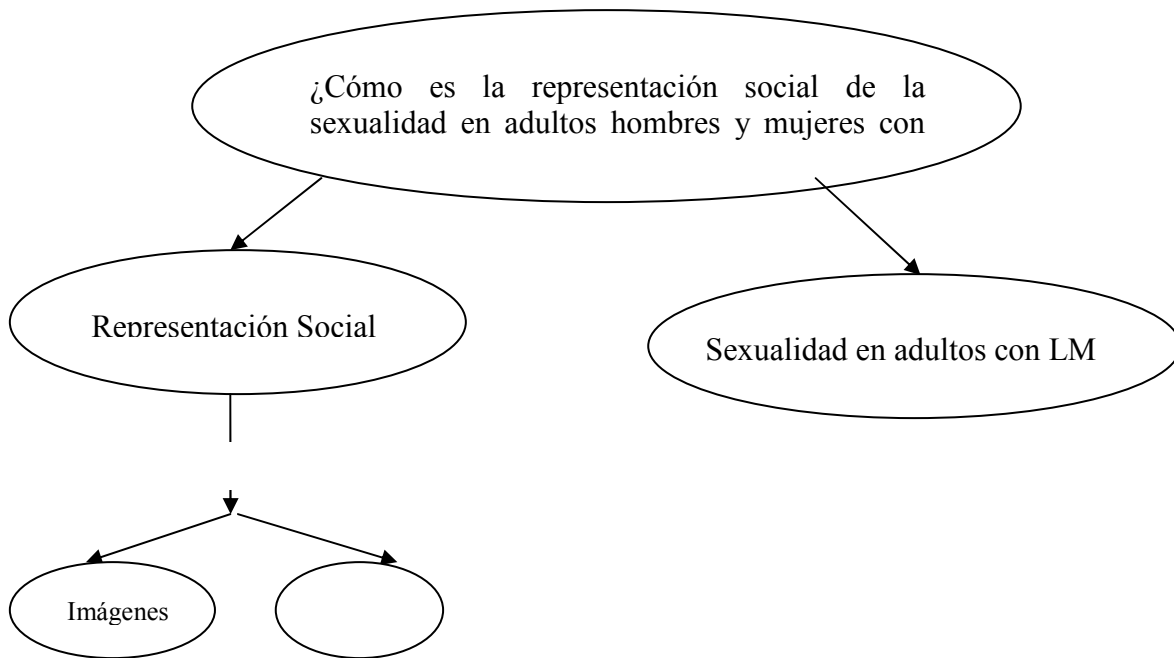 ¿Cómo es la representación social de la
sexualidad en adultos hombres y mujeres con
Representación Social
Sexualidad en adultos con LM
Imágenes